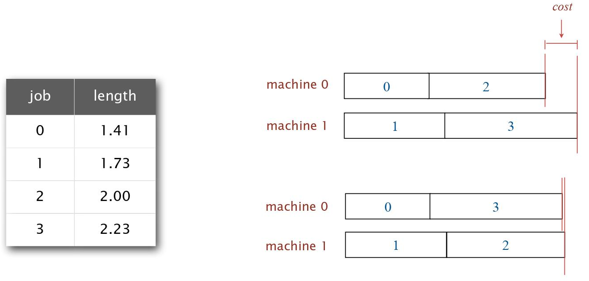 job length
0 1.41
1 1.73
2 2.00
3 2.23
cost
machine 0 0 2
machine 1 1 3
machine 0 0 3
machine 1 1 2